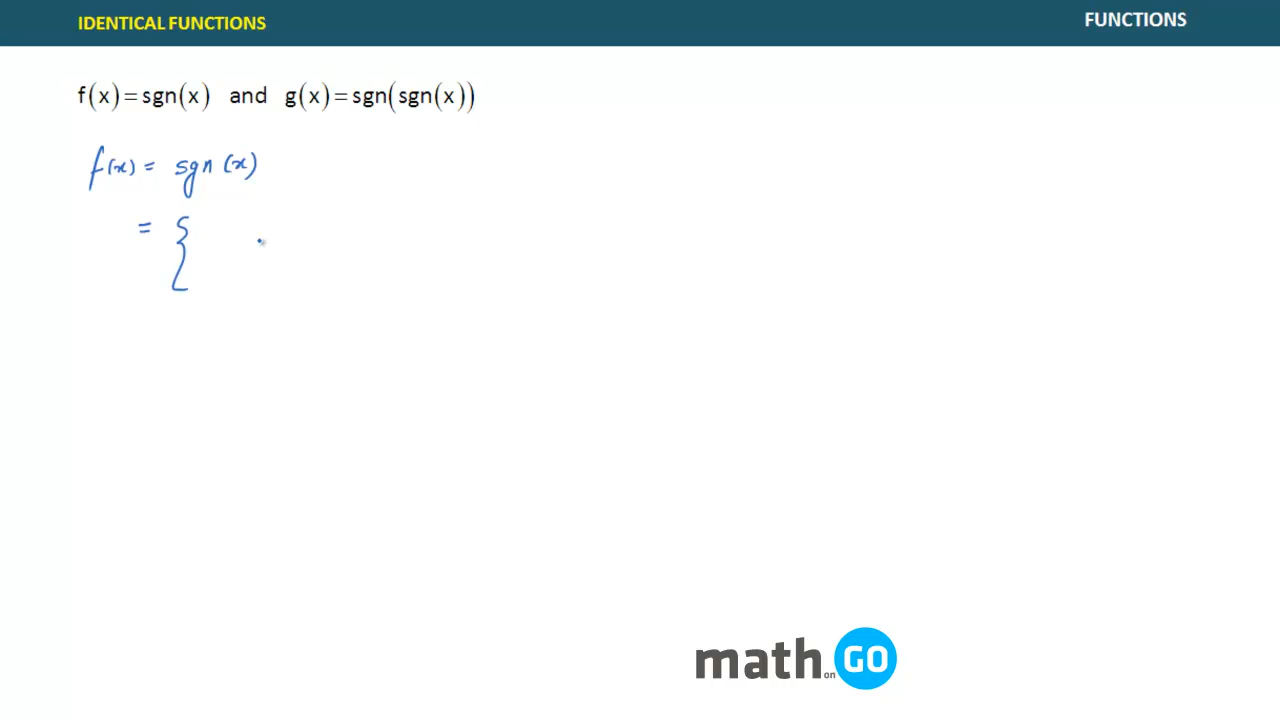 IDENTICAL FUNCTIONS
FUNCTIONS
f(x)=sgn(x) and g(x)=sgn(sgn(x))
f(x) = sgn (x)
= {
math on GO